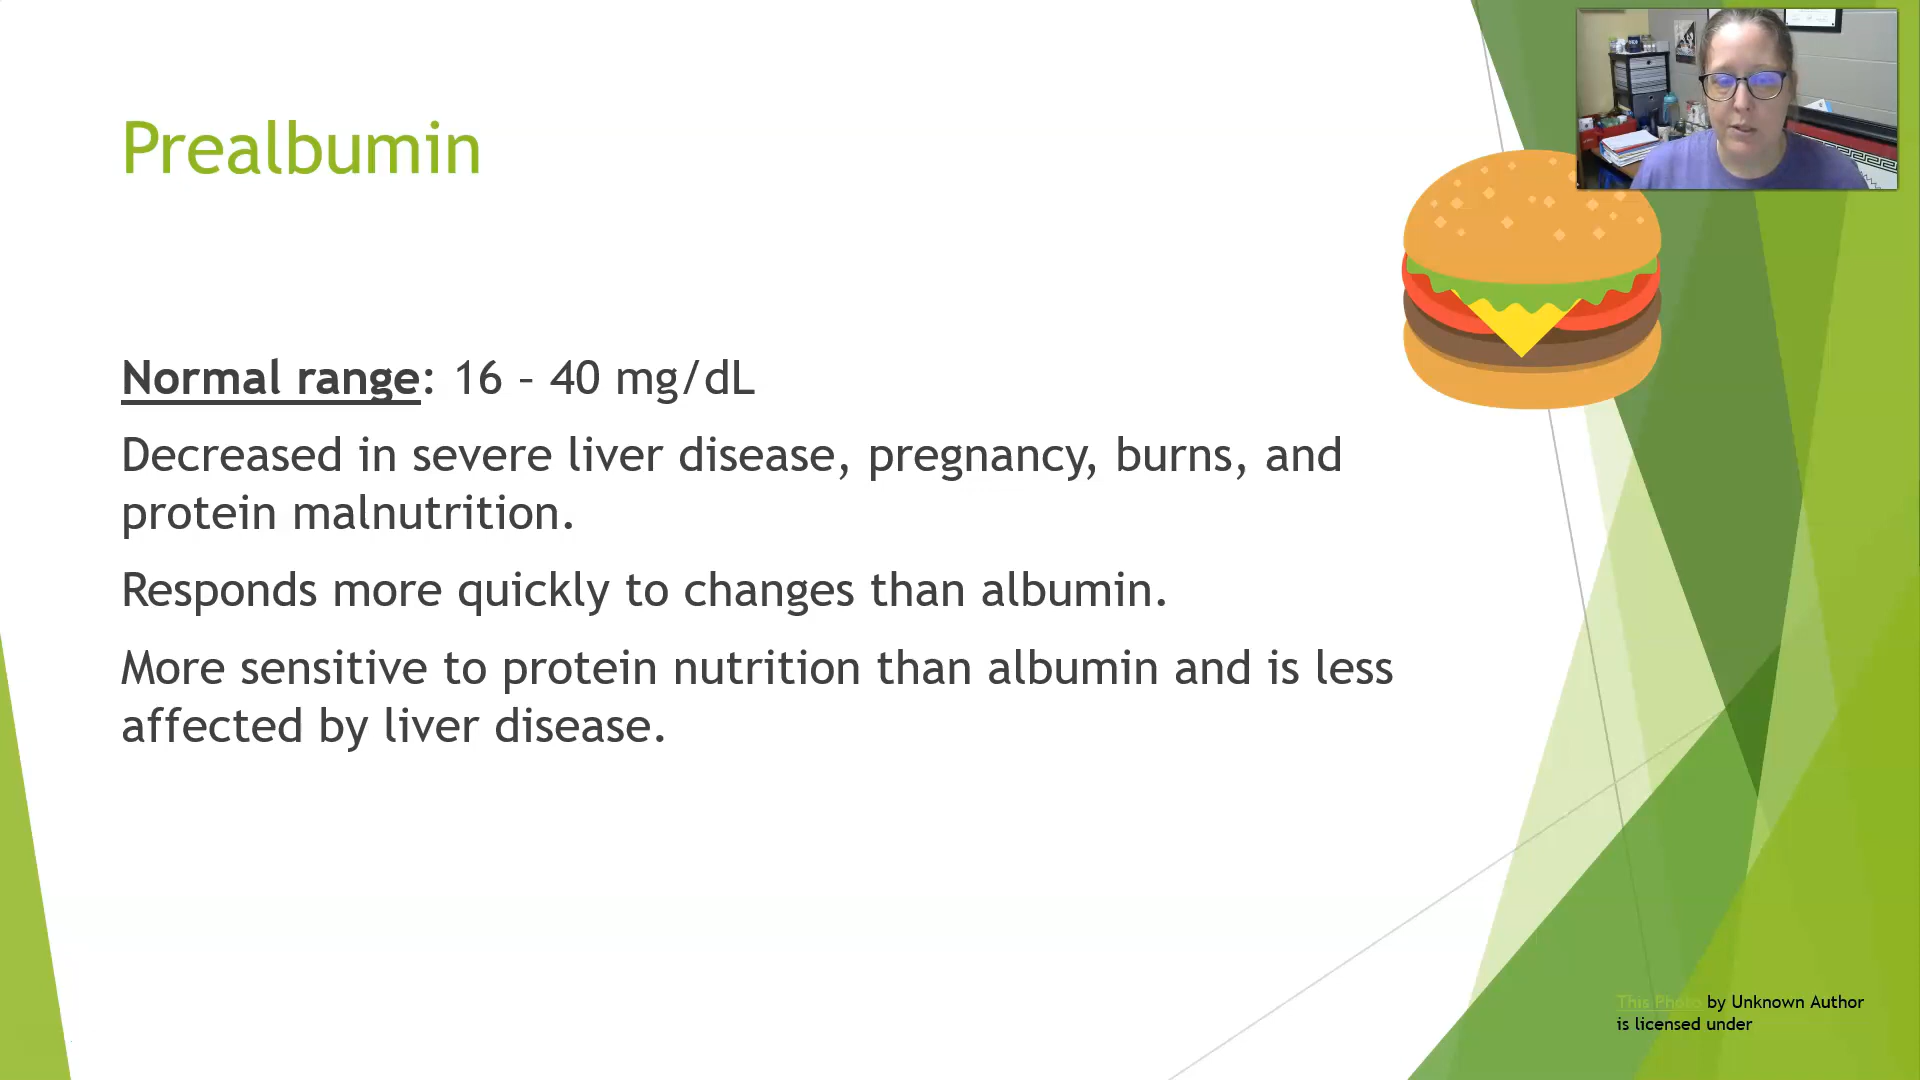 Prealbumin
Normal range: 16 – 40 mg/dL
Decreased in severe liver disease, pregnancy, burns, and
protein malnutrition.
Responds more quickly to changes than albumin.
More sensitive to protein nutrition than albumin and is less
affected by liver disease.
This Photo by Unknown Author
is licensed under